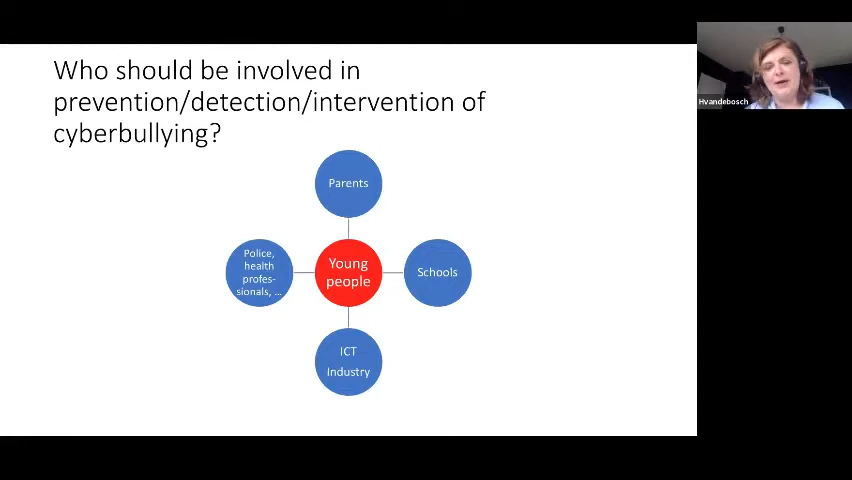 Who should be involved in
prevention/detection/intervention of
cyberbullying?
Parents
Police,
health
profes-
sionals, ...
Young
people
Schools
ICT
Industry
Hvandebosch